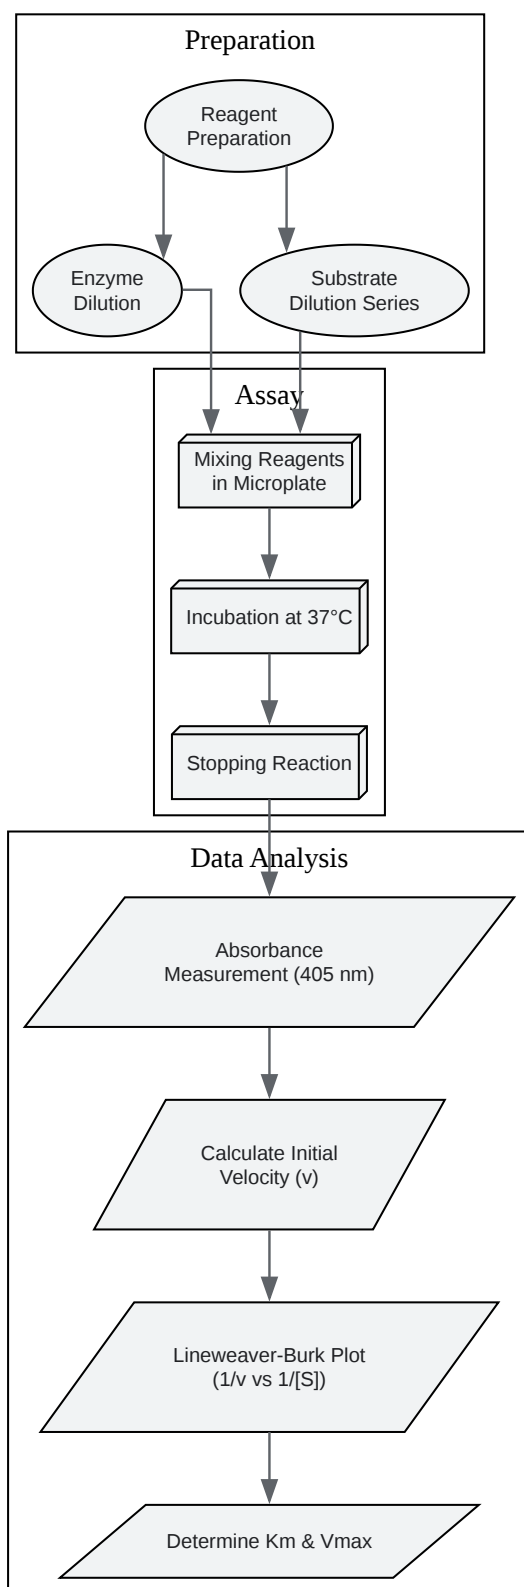 Preparation
Reagent
Preparation
Enzyme
Dilution
Substrate
Dilution Series
Assay
Mixing Reagents
in Microplate
Incubation at 37°C
Stopping Reaction
Data Analysis
Absorbance
Measurement (405 nm)
Calculate Initial
Velocity (v)
Lineweaver-Burk Plot
(1/v vs 1/[S])
Determine Km & Vmax